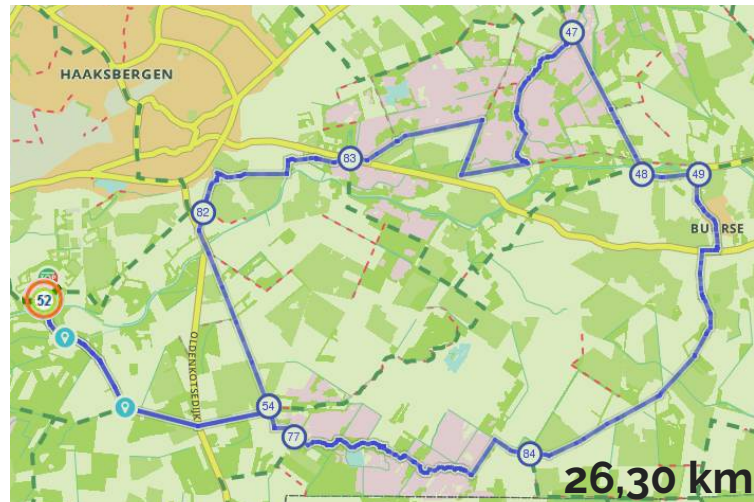 47
HAAKSBERGEN
83
48
49
82
BUURSE
52
OLDENKOTSEDIJK
54
77
84
26,30 km